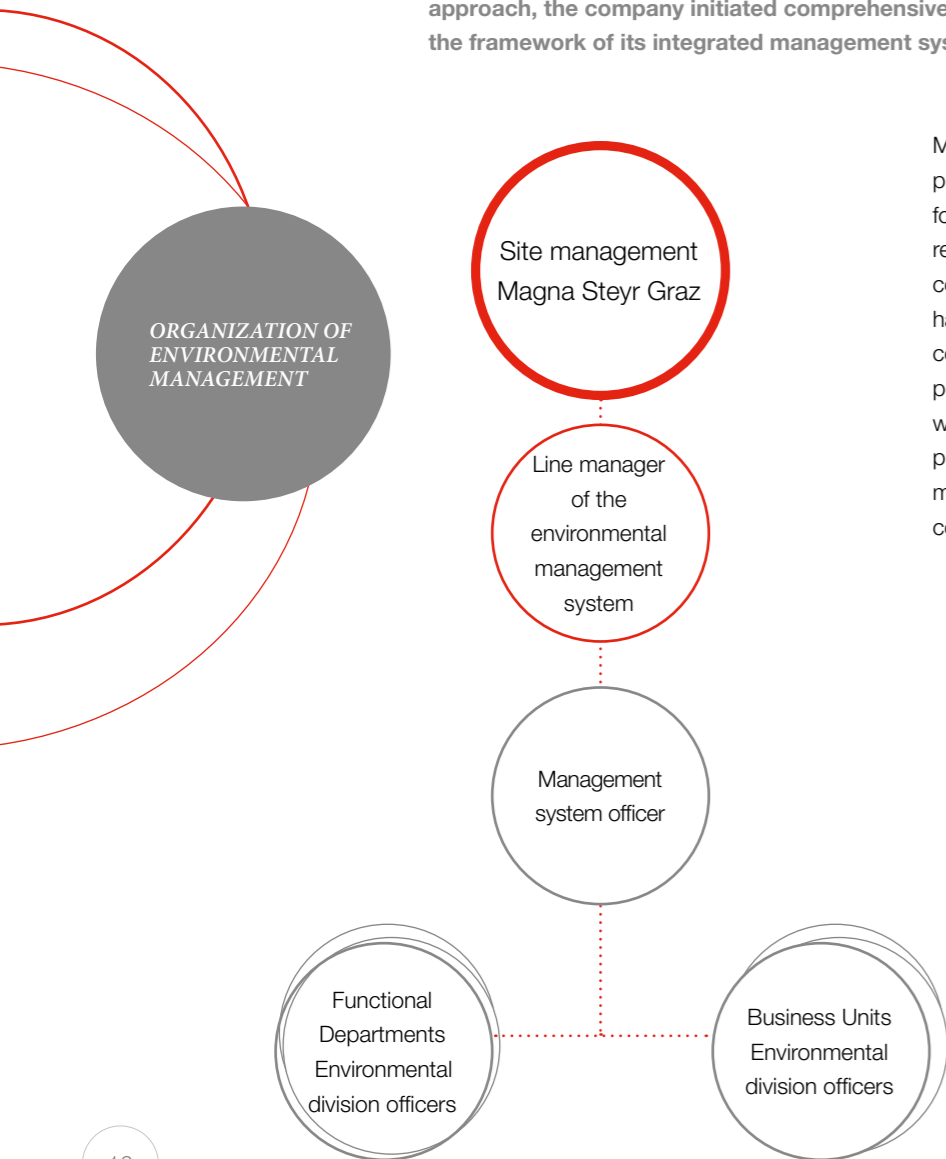 approach, the company initiated comprehensive
the framework of its integrated management
ORGANIZATION OF
ENVIRONMENTAL
MANAGEMENT
Site management
Magna Steyr Graz
Line manager
of the
environmental
management
system
Management
system officer
Functional
Departments
Environmental
division officers
Business Units
Environmental
division officers